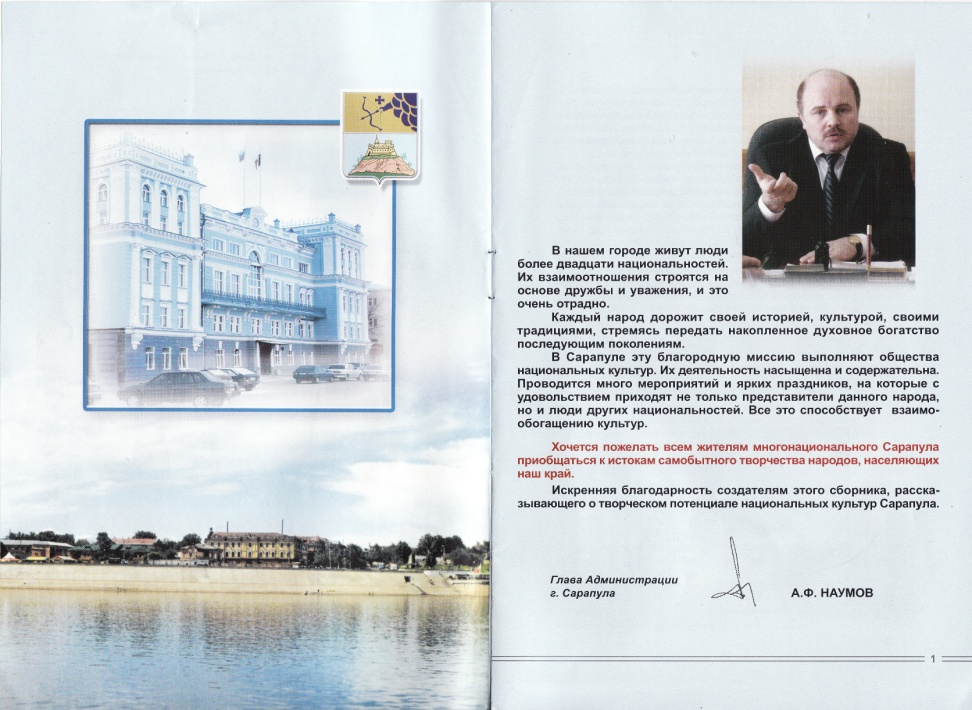 В нашем городе живут люди
более двадцати национальностей.
Их взаимоотношения строятся на
основе дружбы и уважения, и это
очень отрадно.
Каждый народ дорожит своей историей, культурой, своими
традициями, стремясь передать накопленное духовное богатство
последующим поколениям.
В Сарапуле эту благородную миссию выполняют общества
национальных культур. Их деятельность насыщенна и содержательна.
Проводится много мероприятий и ярких праздников, на которые с
удовольствием приходят не только представители данного народа,
но и люди других национальностей. Все это способствует взаимо-
обогащению культур.
Хочется пожелать всем жителям многонационального Сарапула
приобщаться к истокам самобытного творчества народов, населяющих
наш край.
Искренняя благодарность создателям этого сборника, расска-
зывающего о творческом потенциале национальных культур Сарапула.
Глава Администрации
г. Сарапула
А.Ф. НАУМОВ
1